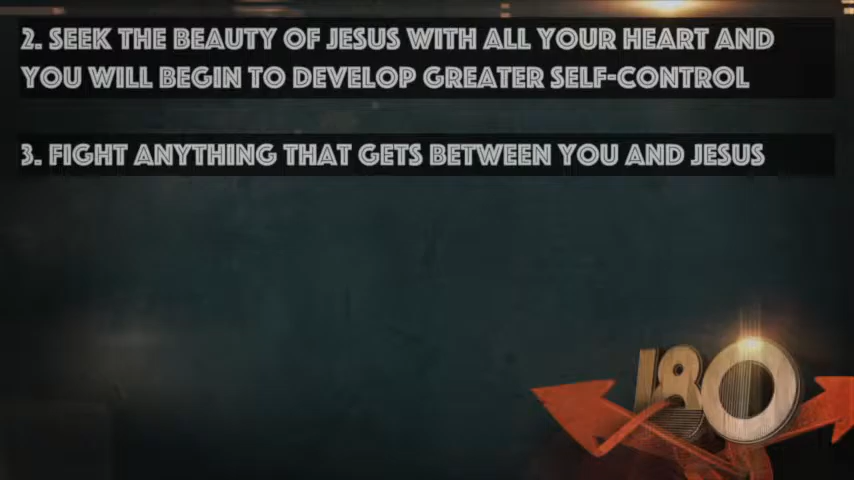 2. SEEK THE BEAUTY OF JESUS WITH ALL YOUR HEART AND
YOU WILL BEGIN TO DEVELOP GREATER SELF-CONTROL
3. FIGHT ANYTHING THAT GETS BETWEEN YOU AND JESUS
180